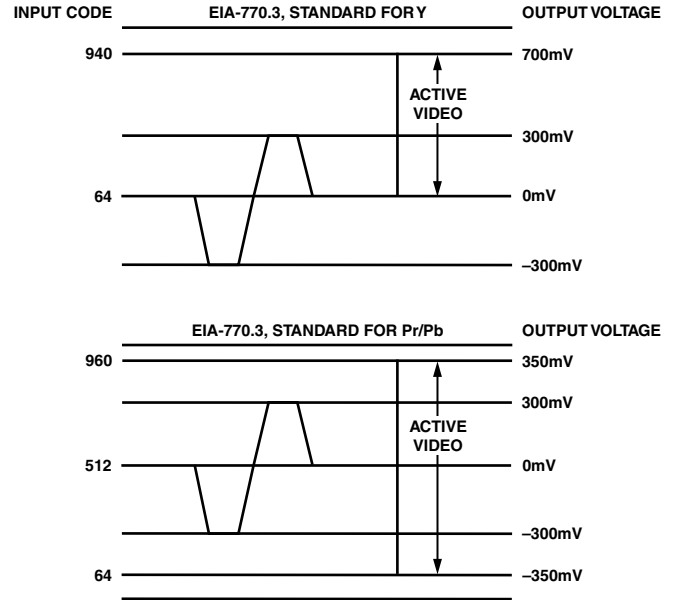 INPUT CODE EIA-770.3, STANDARD FOR Y OUTPUT VOLTAGE
940 700mV
ACTIVE
VIDEO
300mV
64 0mV
–300mV
EIA-770.3, STANDARD FOR Pr/Pb OUTPUT VOLTAGE
960 350mV
300mV
ACTIVE
VIDEO
512 0mV
–300mV
64 –350mV